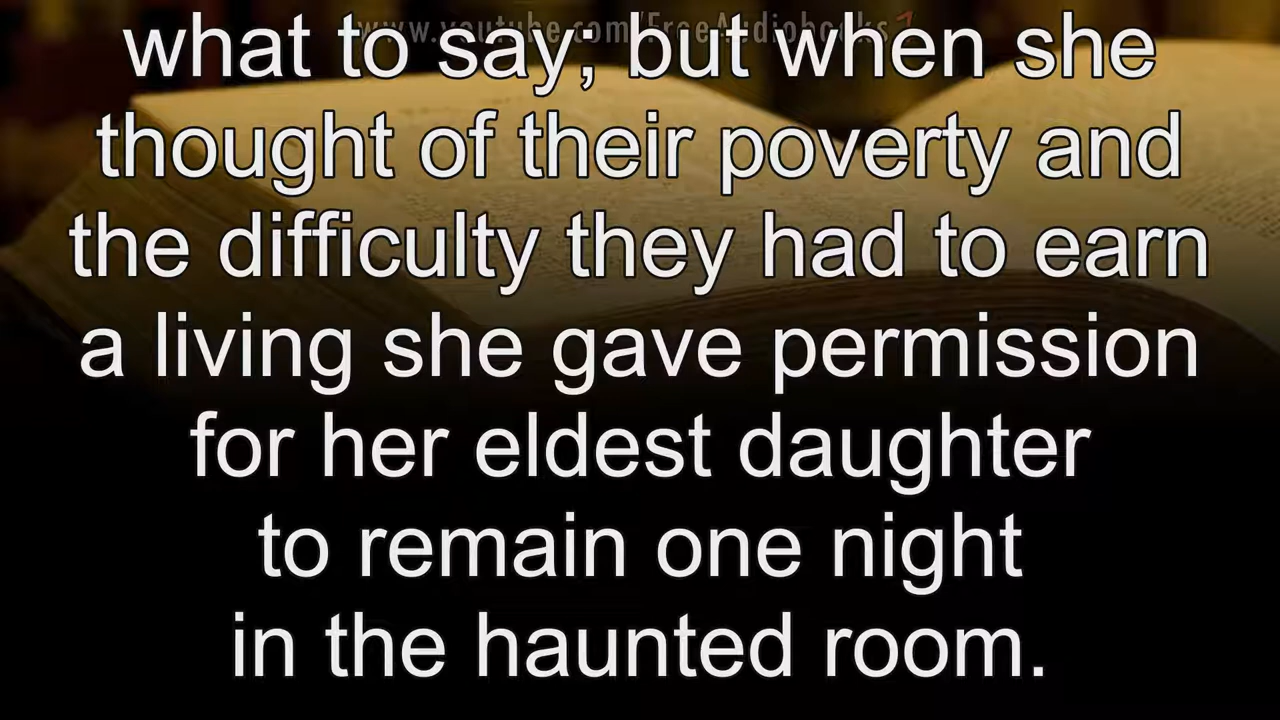 www.youtube.com/FreeAudiobooks
what to say; but when she
thought of their poverty and
the difficulty they had to earn
a living she gave permission
for her eldest daughter
to remain one night
in the haunted room.